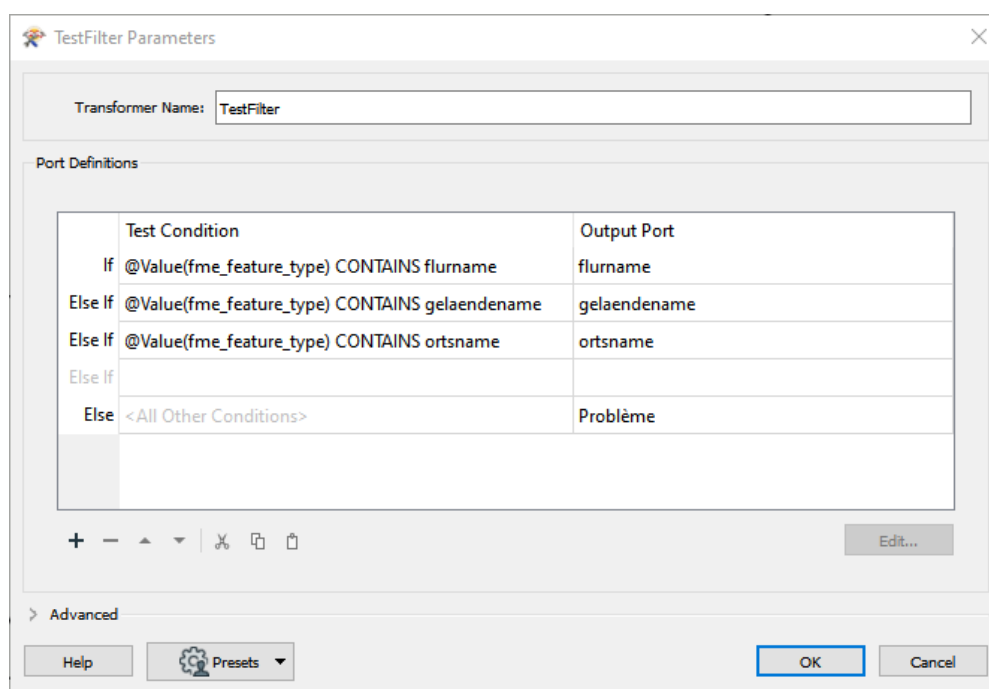 TestFilter Parameters
Transformer Name: TestFilter
Port Definitions
Test Condition Output Port
If @Value(fme_feature_type) CONTAINS flurname flurname
Else If @Value(fme_feature_type) CONTAINS gelaendename gelaendename
Else If @Value(fme_feature_type) CONTAINS ortsname ortsname
Else If
Else <All Other Conditions> Problème
Edit...
Advanced
Help Presets OK Cancel